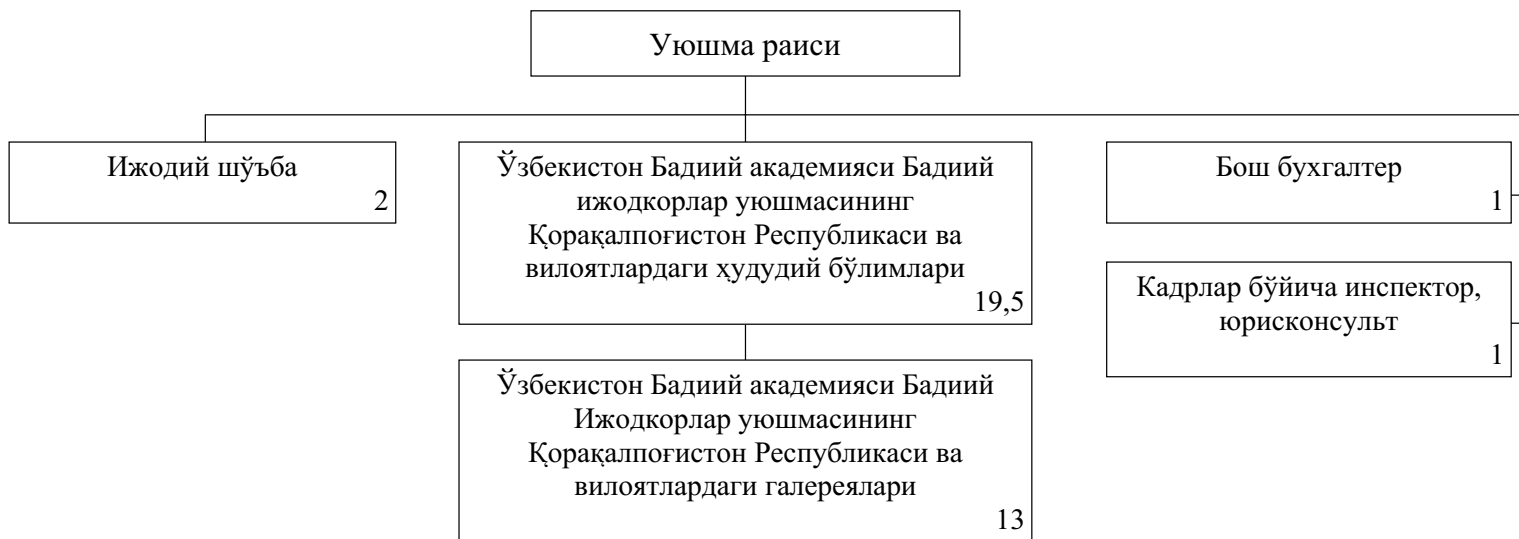 Уюшма раиси
Ижодий шўъба
2
Ўзбекистон Бадиий академияси Бадиий
ижодкорлар уюшмасининг
Қорақалпоғистон Республикаси ва
вилоятлардаги ҳудудий бўлимлари
19,5
Ўзбекистон Бадиий академияси Бадиий
Ижодкорлар уюшмасининг
Қорақалпоғистон Республикаси ва
вилоятлардаги галереялари
13
Бош бухгалтер
1
Кадрлар бўйича инспектор,
юрисконсульт
1